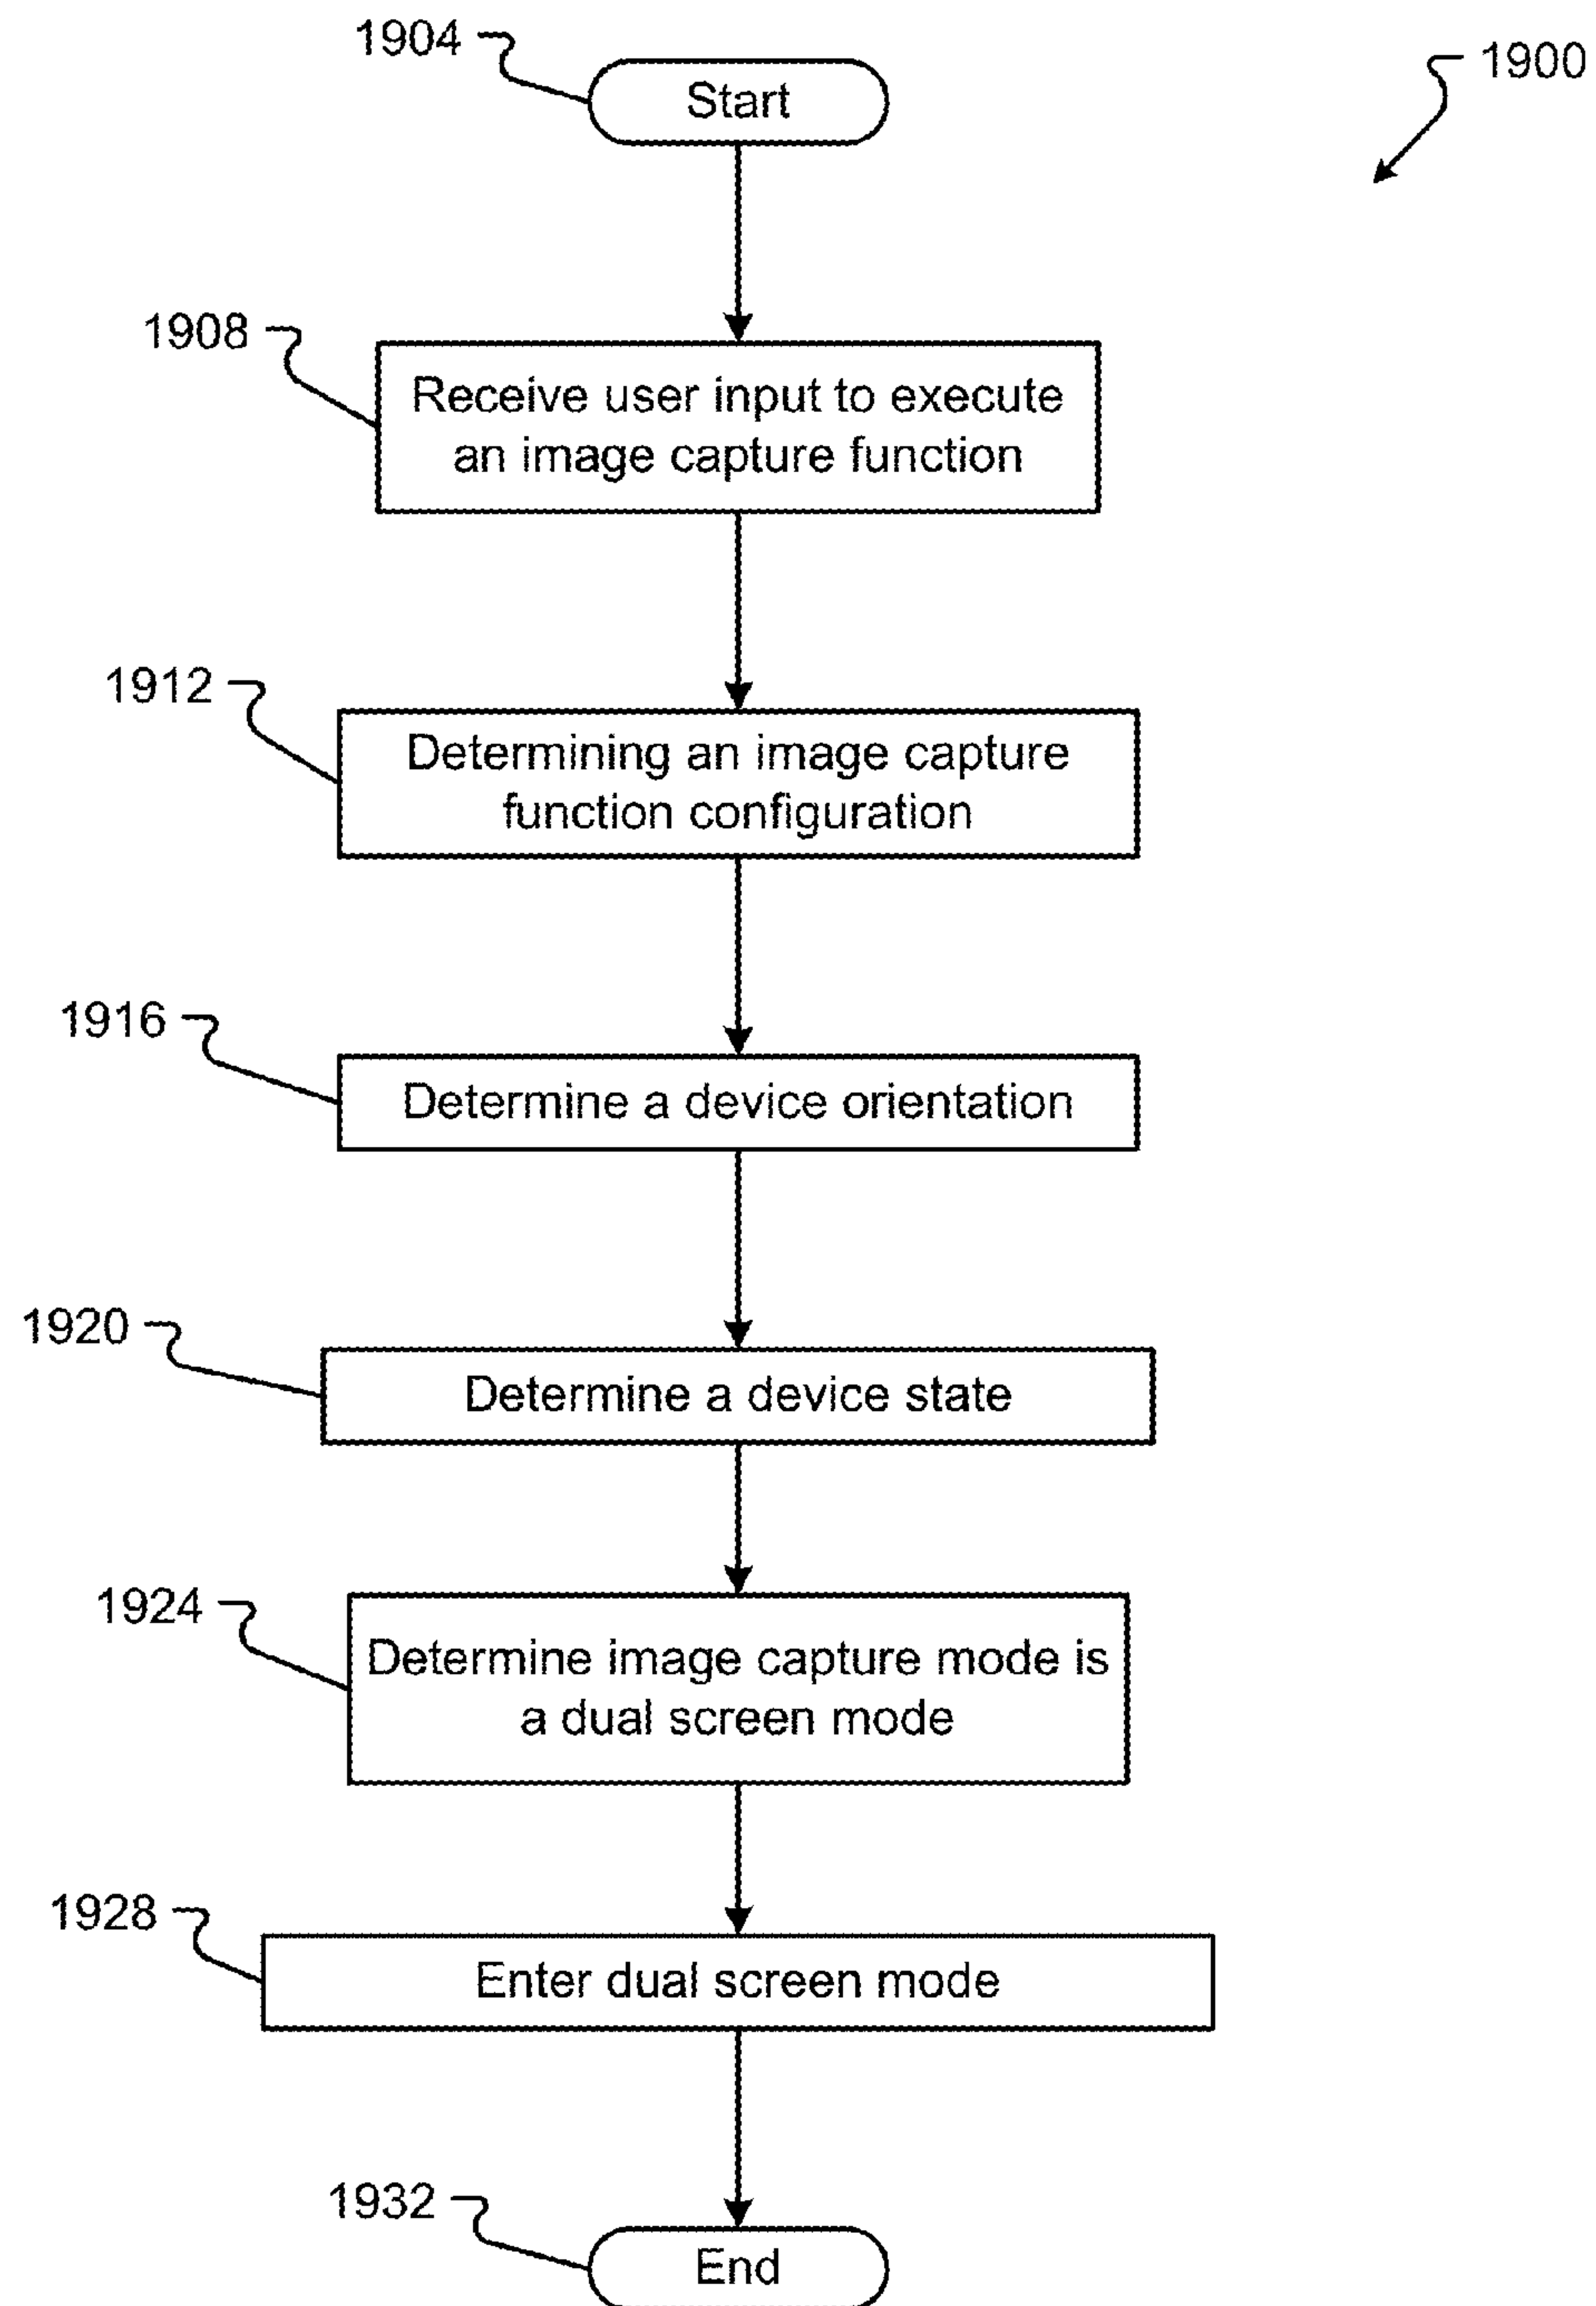 1904
Start
1900
1908
Receive user input to execute
an image capture function
1912
Determining an image capture
function configuration
1916
Determine a device orientation
1920
Determine a device state
1924
Determine image capture mode is
a dual screen mode
1928
Enter dual screen mode
1932
End